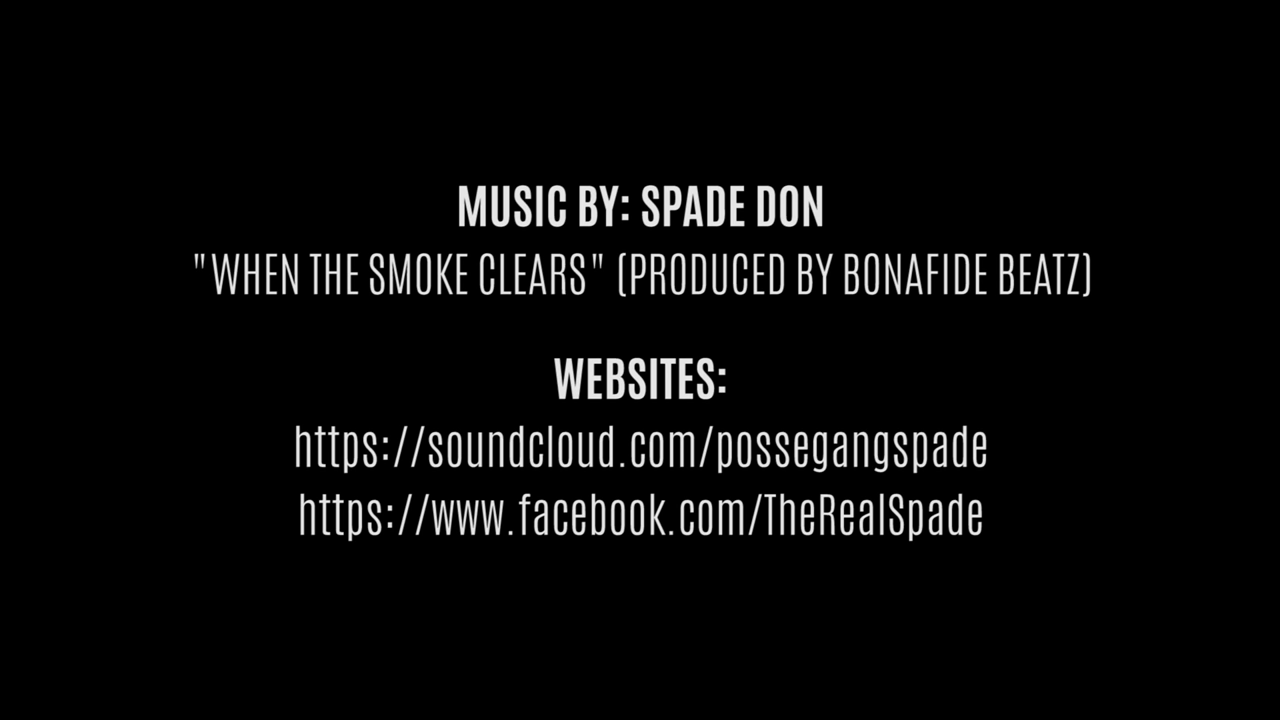 MUSIC BY: SPADE DON
"WHEN THE SMOKE CLEARS" (PRODUCED BY BONAFIDE BEATZ)
WEBSITES:
https://soundcloud.com/possegangspade
https://www.facebook.com/TheRealSpade